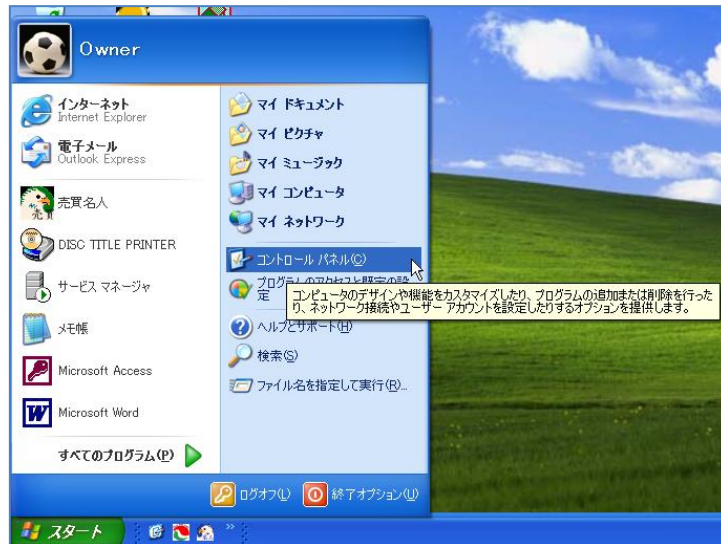 Owner
インターネット
Internet Explorer
電子メール
Outlook Express
売買名人
DISC TITLE PRINTER
サービス マネージャ
メモ帳
Microsoft Access
Microsoft Word
すべてのプログラム(P)
マイ ドキュメント
マイ ピクチャ
マイ ミュージック
マイ コンピュータ
マイ ネットワーク
コントロール パネル(C)
プログラムのアクセスと既定の設
定
コンピュータのデザインや機能をカスタマイズしたり、プログラムの追加または削除を行った
り、ネットワーク接続やユーザー アカウントを設定したりするオプションを提供します。
ヘルプとサポート(H)
検索(S)
ファイル名を指定して実行(R)...
ログオフ(L)
終了オプション(U)
スタート